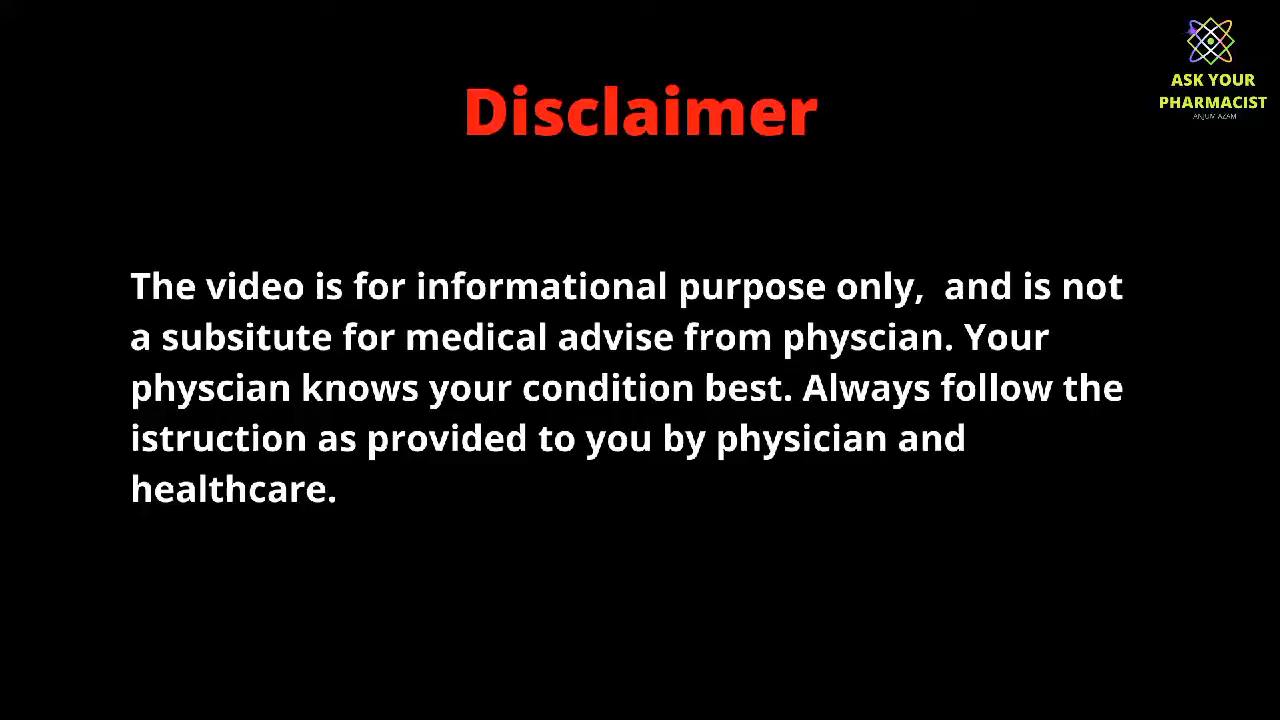 ASK YOUR
PHARMACIST
ANJUM AZAM
Disclaimer
The video is for informational purpose only, and is not
a subsitute for medical advise from physcian. Your
physcian knows your condition best. Always follow the
istruction as provided to you by physician and
healthcare.